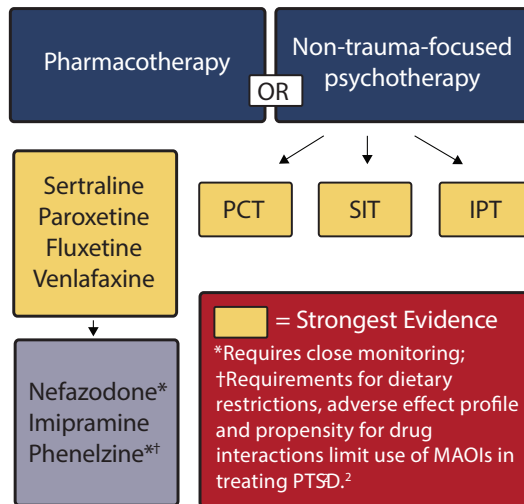 Pharmacotherapy
OR
Non-trauma-focused
psychotherapy
Sertraline
Paroxetine
Fluxetine
Venlafaxine
PCT
SIT
IPT
Nefazodone*
Imipramine
Phenelzine*†
= Strongest Evidence
*Requires close monitoring;
†Requirements for dietary
restrictions, adverse effect profile
and propensity for drug
interactions limit use of MAOIs in
treating PTSD.²